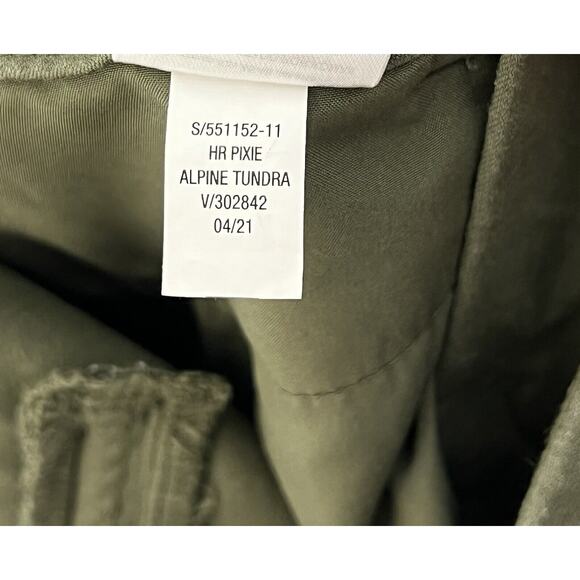 S/551152-11
HR PIXIE
ALPINE TUNDRA
V/302842
04/21